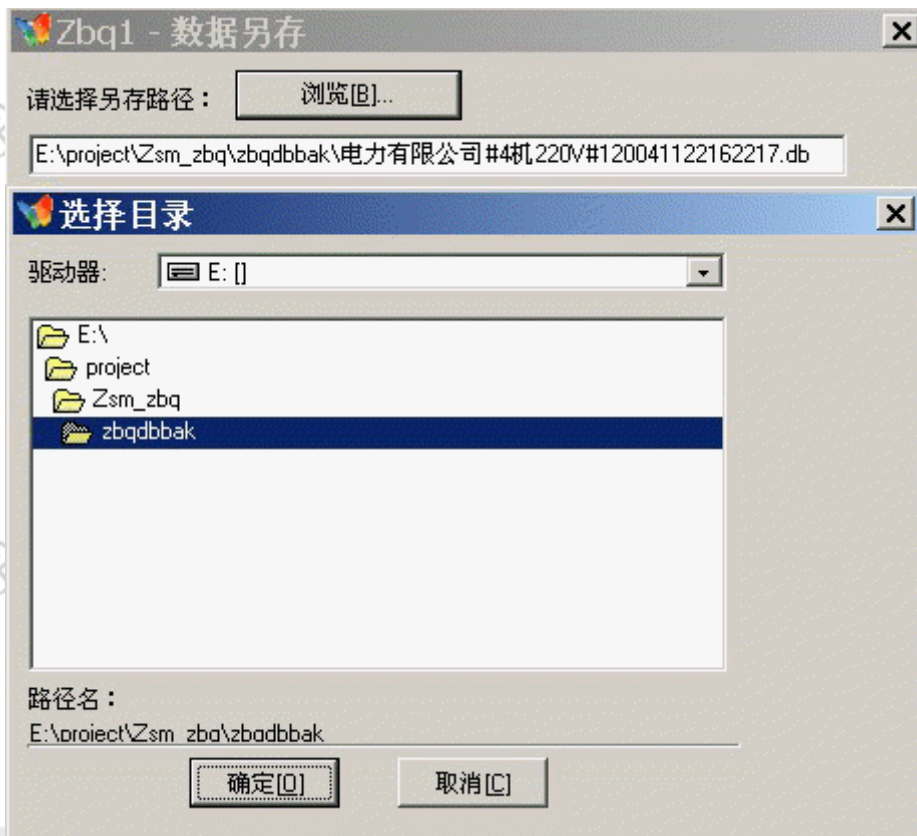 Zbq1 - 数据另存
请选择另存路径： 浏览[B]...
E:\project\Zsm_zbq\zbqdbbak\电力有限公司#4机220V#120041122162217.db
选择目录
驱动器: E: []
E:\
project
Zsm_zbq
zbqdbbak
路径名：
E:\project\Zsm_zbq\zbqdbbak
确定[O] 取消[C]